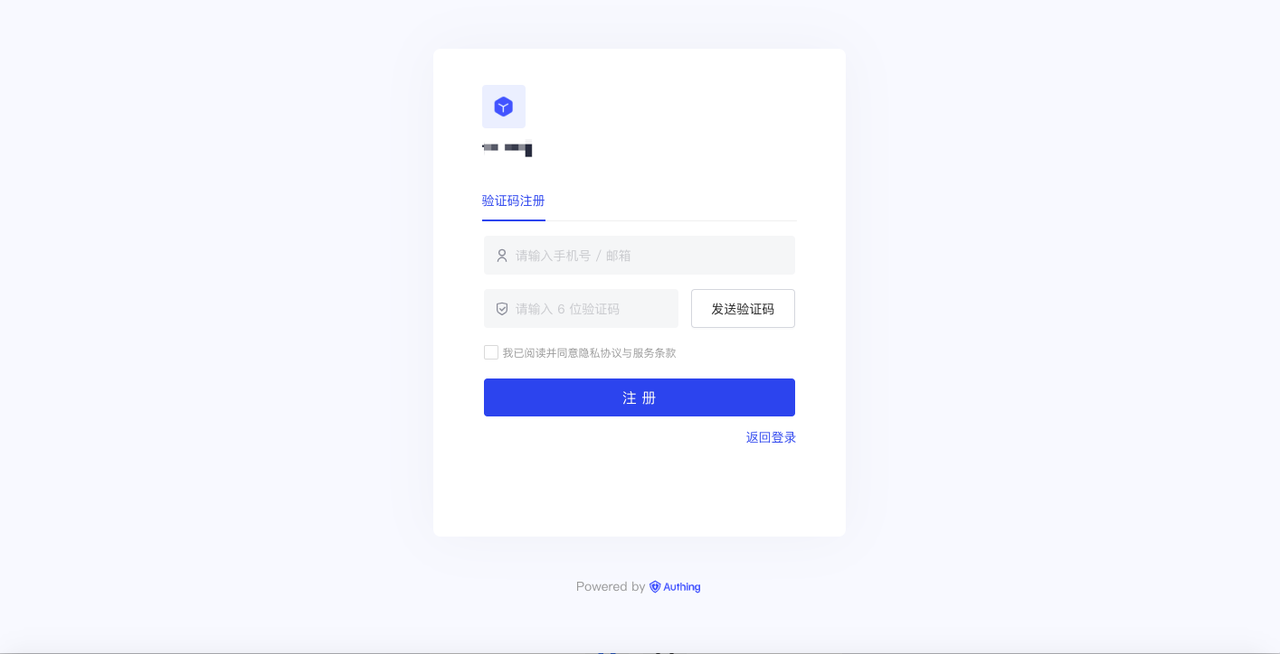 验证码注册
请输入手机号 / 邮箱
请输入 6 位验证码
发送验证码
我已阅读并同意隐私协议与服务条款
注 册
返回登录
Powered by Authing